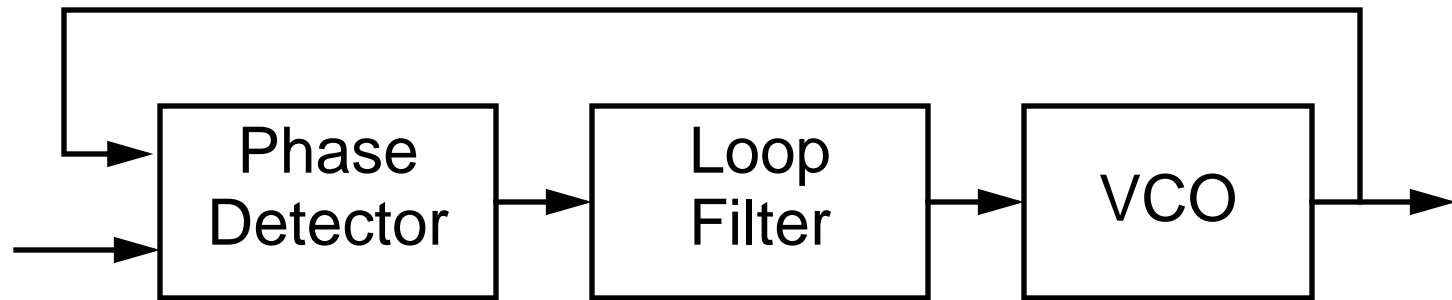 Phase
Detector
Loop
Filter
VCO